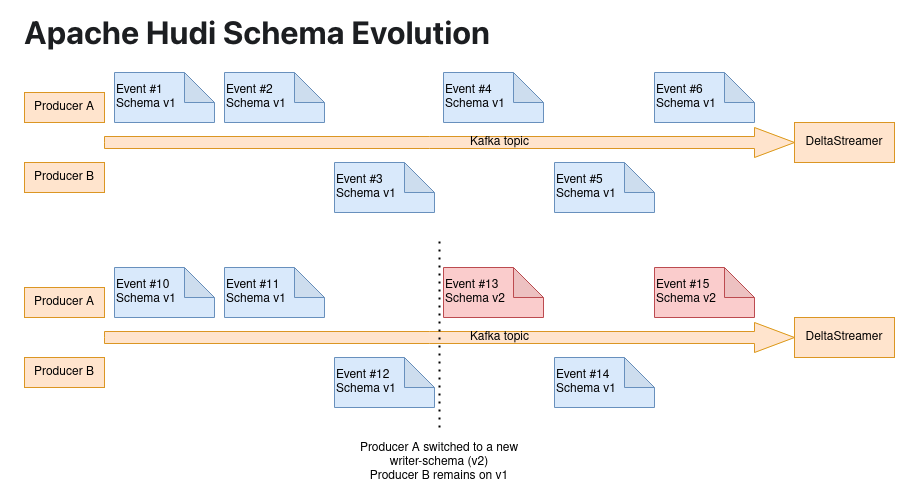 Apache Hudi Schema Evolution
Event #1
Schema v1
Event #2
Schema v1
Event #4
Schema v1
Event #6
Schema v1
Producer A
Kafka topic
DeltaStreamer
Producer B
Event #3
Schema v1
Event #5
Schema v1
Event #10
Schema v1
Event #11
Schema v1
Event #13
Schema v2
Event #15
Schema v2
Producer A
Kafka topic
DeltaStreamer
Producer B
Event #12
Schema v1
Event #14
Schema v1
Producer A switched to a new
writer-schema (v2)
Producer B remains on v1